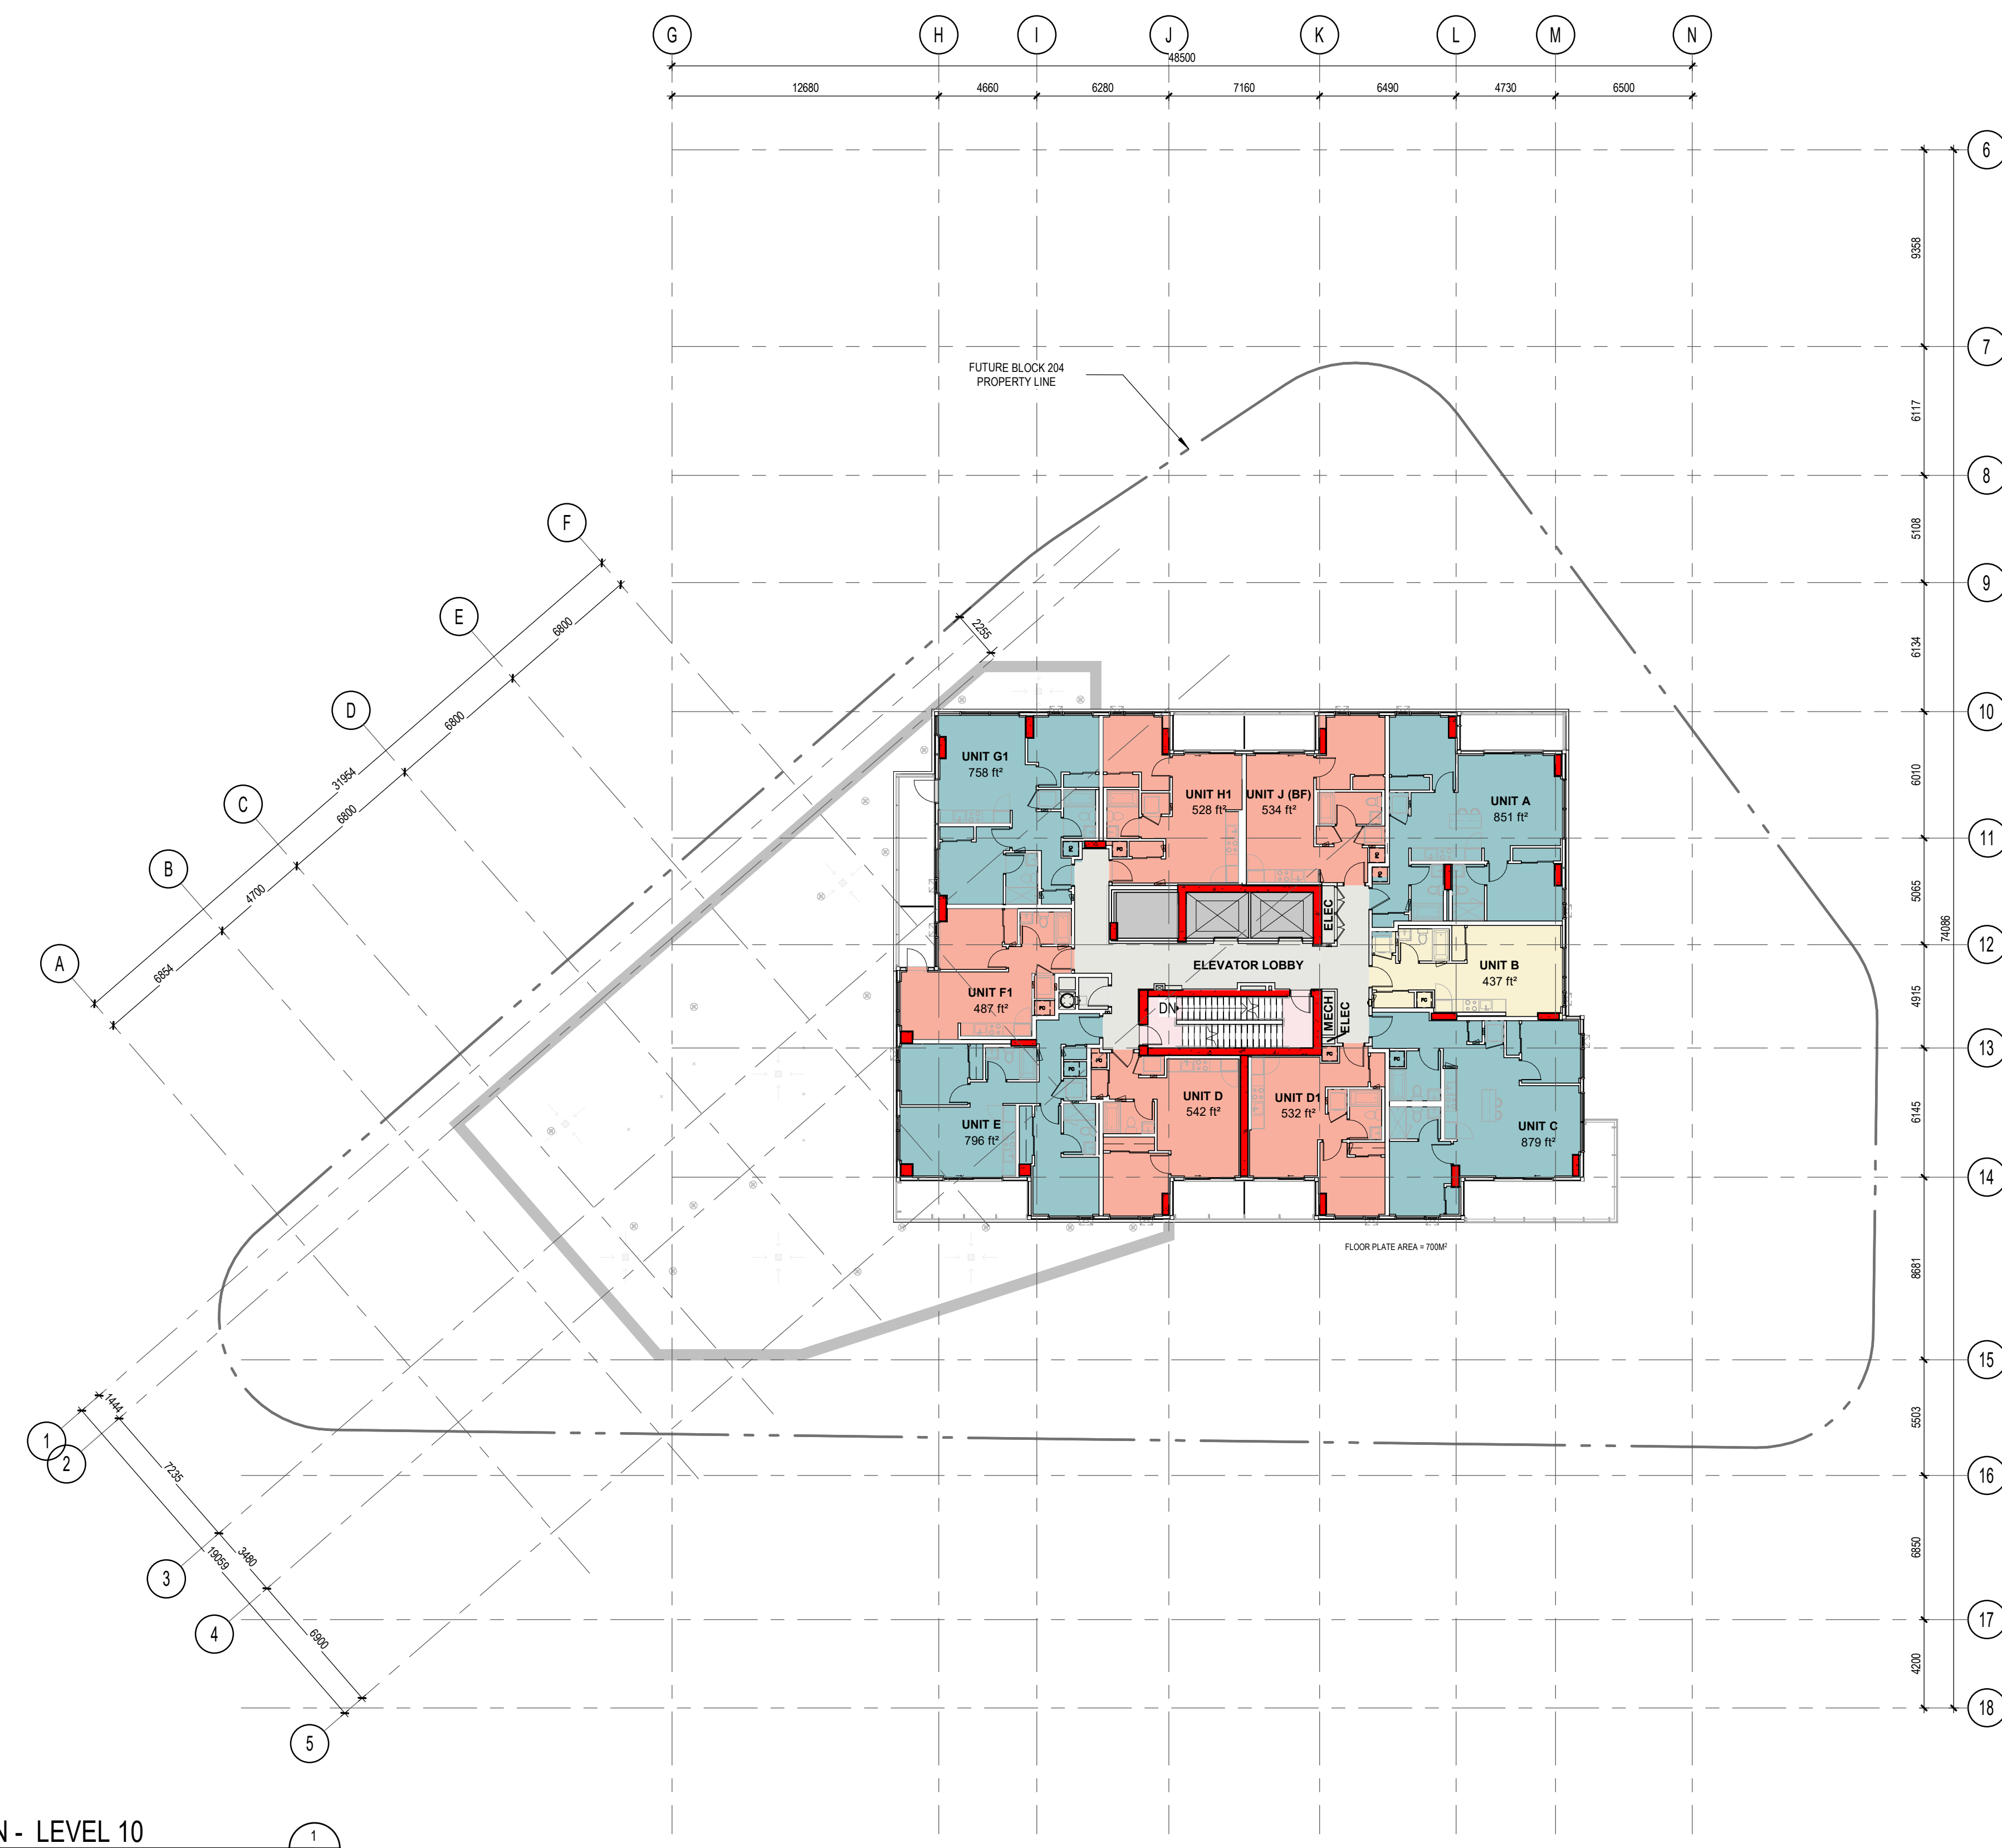 G
H
I
J
K
L
M
N
48500
12680
4660
6280
7160
6490
4730
6500
6
9358
7
FUTURE BLOCK 204
PROPERTY LINE
6117
8
5108
F
9
6134
E
6800
2255
D
6800
10
C
31954
6800
6010
UNIT G1
758 ft²
UNIT H1
528 ft²
UNIT J (BF)
534 ft²
UNIT A
851 ft²
11
B
4700
5065
74086
ELEC
12
A
6854
ELEVATOR LOBBY
UNIT B
437 ft²
4915
UNIT F1
487 ft²
DN
MECH
ELEC
13
UNIT D
542 ft²
UNIT D1
532 ft²
6145
UNIT E
796 ft²
UNIT C
879 ft²
14
FLOOR PLATE AREA = 700M²
8681
15
1444
5503
1
2
7235
16
3
3480
19059
6850
4
6900
17
4200
5
18
N - LEVEL 10
1